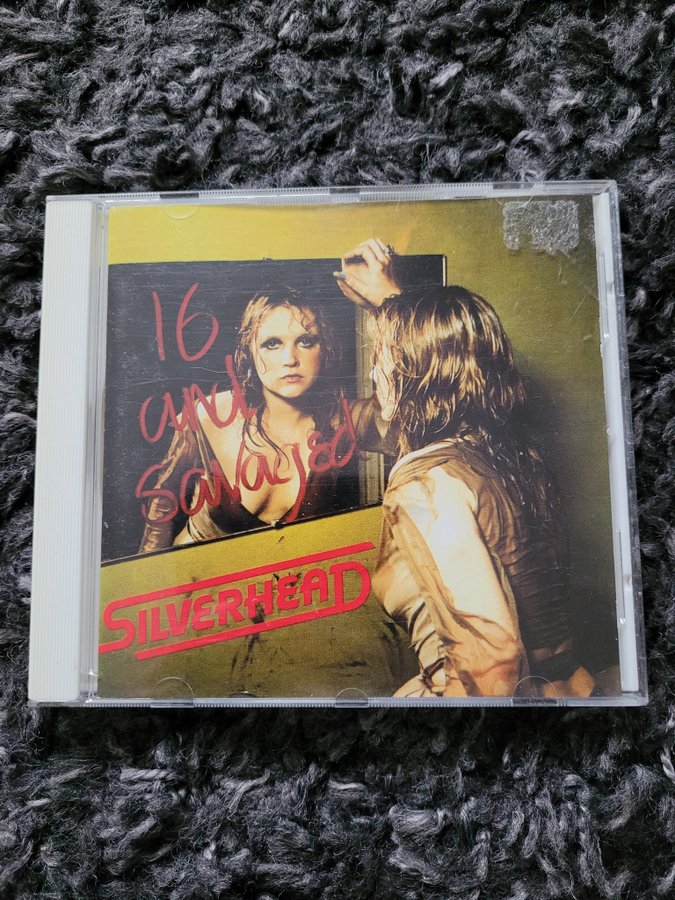 16
and
savaged
SILVERHEAD